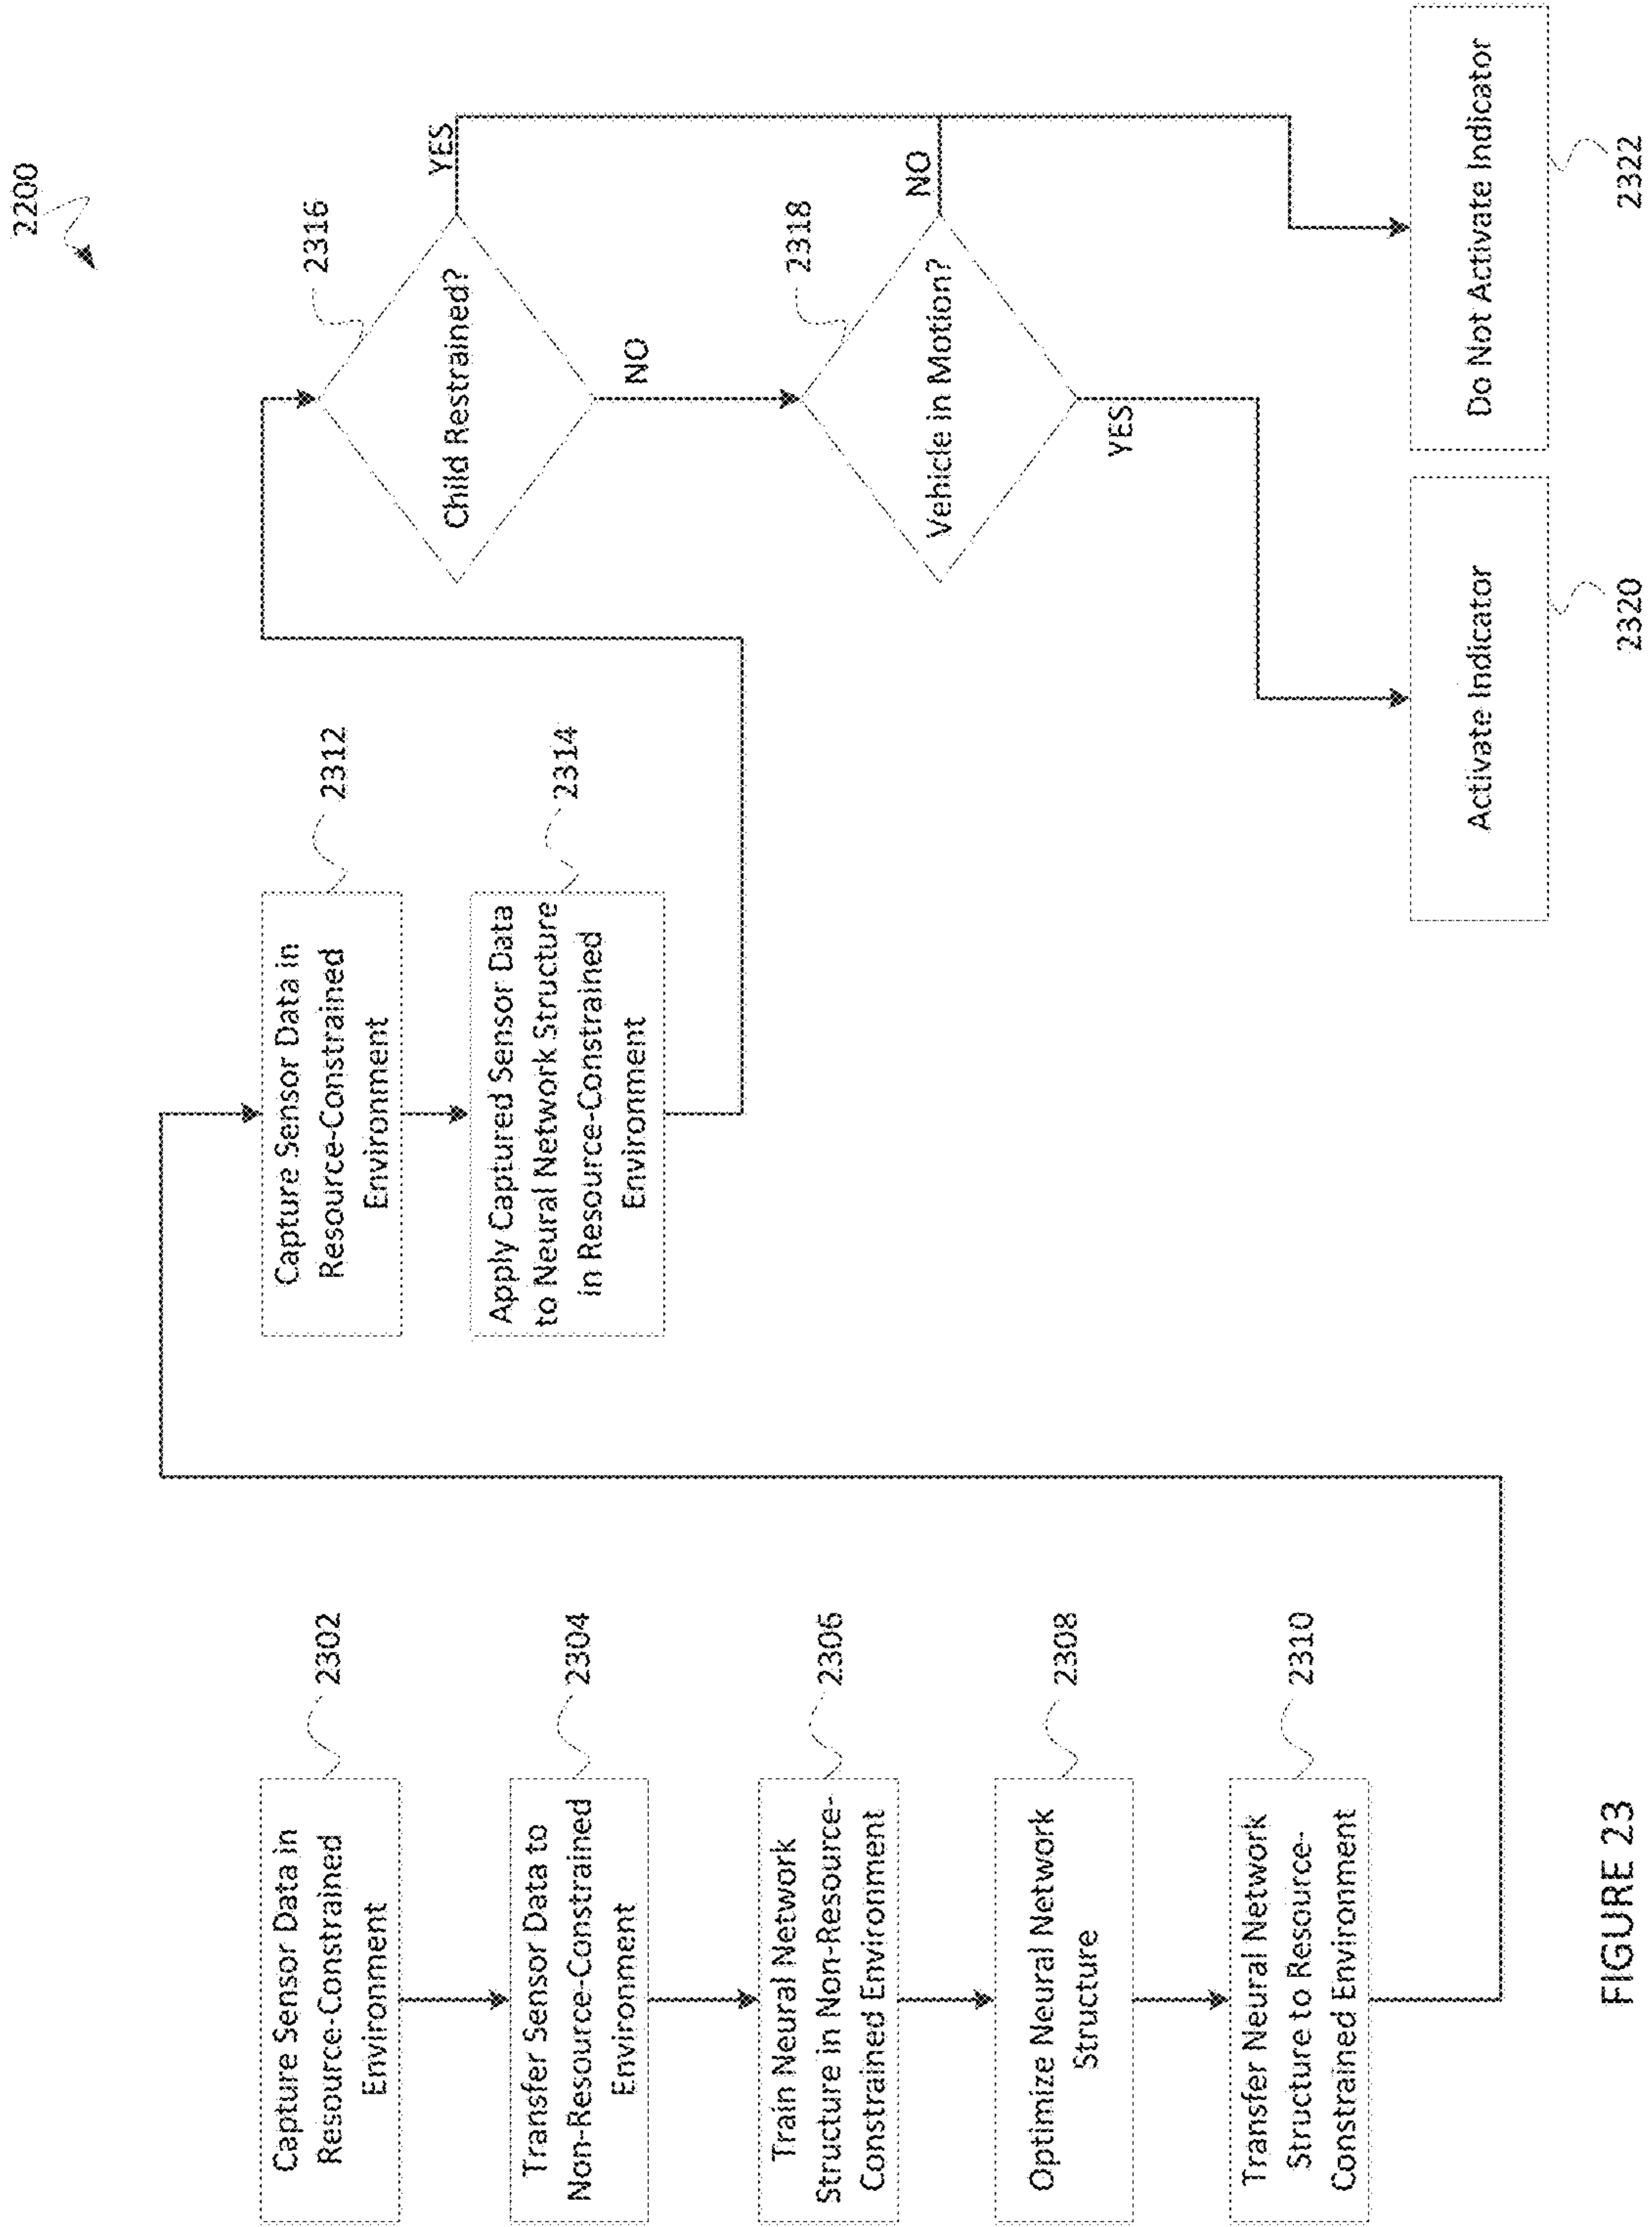 2200
Capture Sensor Data in
Resource-Constrained
Environment
2302
Transfer Sensor Data to
Non-Resource-Constrained
Environment
2304
Train Neural Network
Structure in Non-Resource-
Constrained Environment
2306
Optimize Neural Network
Structure
2308
Transfer Neural Network
Structure to Resource-
Constrained Environment
2310
Capture Sensor Data in
Resource-Constrained
Environment
2312
Apply Captured Sensor Data
to Neural Network Structure
in Resource-Constrained
Environment
2314
Child Restrained?
2316
YES
NO
Vehicle in Motion?
2318
NO
YES
Activate Indicator
2320
Do Not Activate Indicator
2322
FIGURE 23